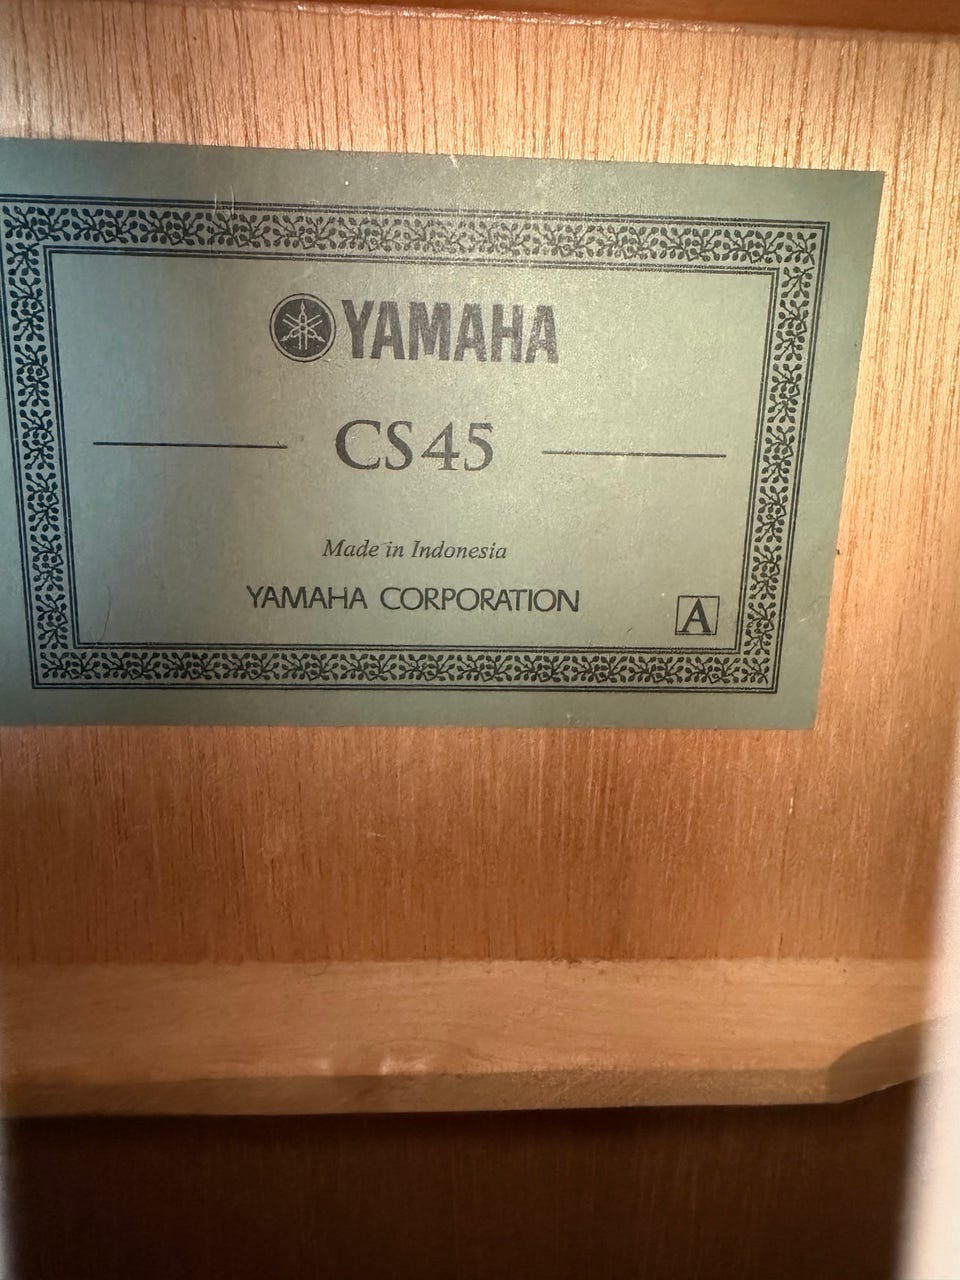 YAMAHA
CS45
Made in Indonesia
YAMAHA CORPORATION
A